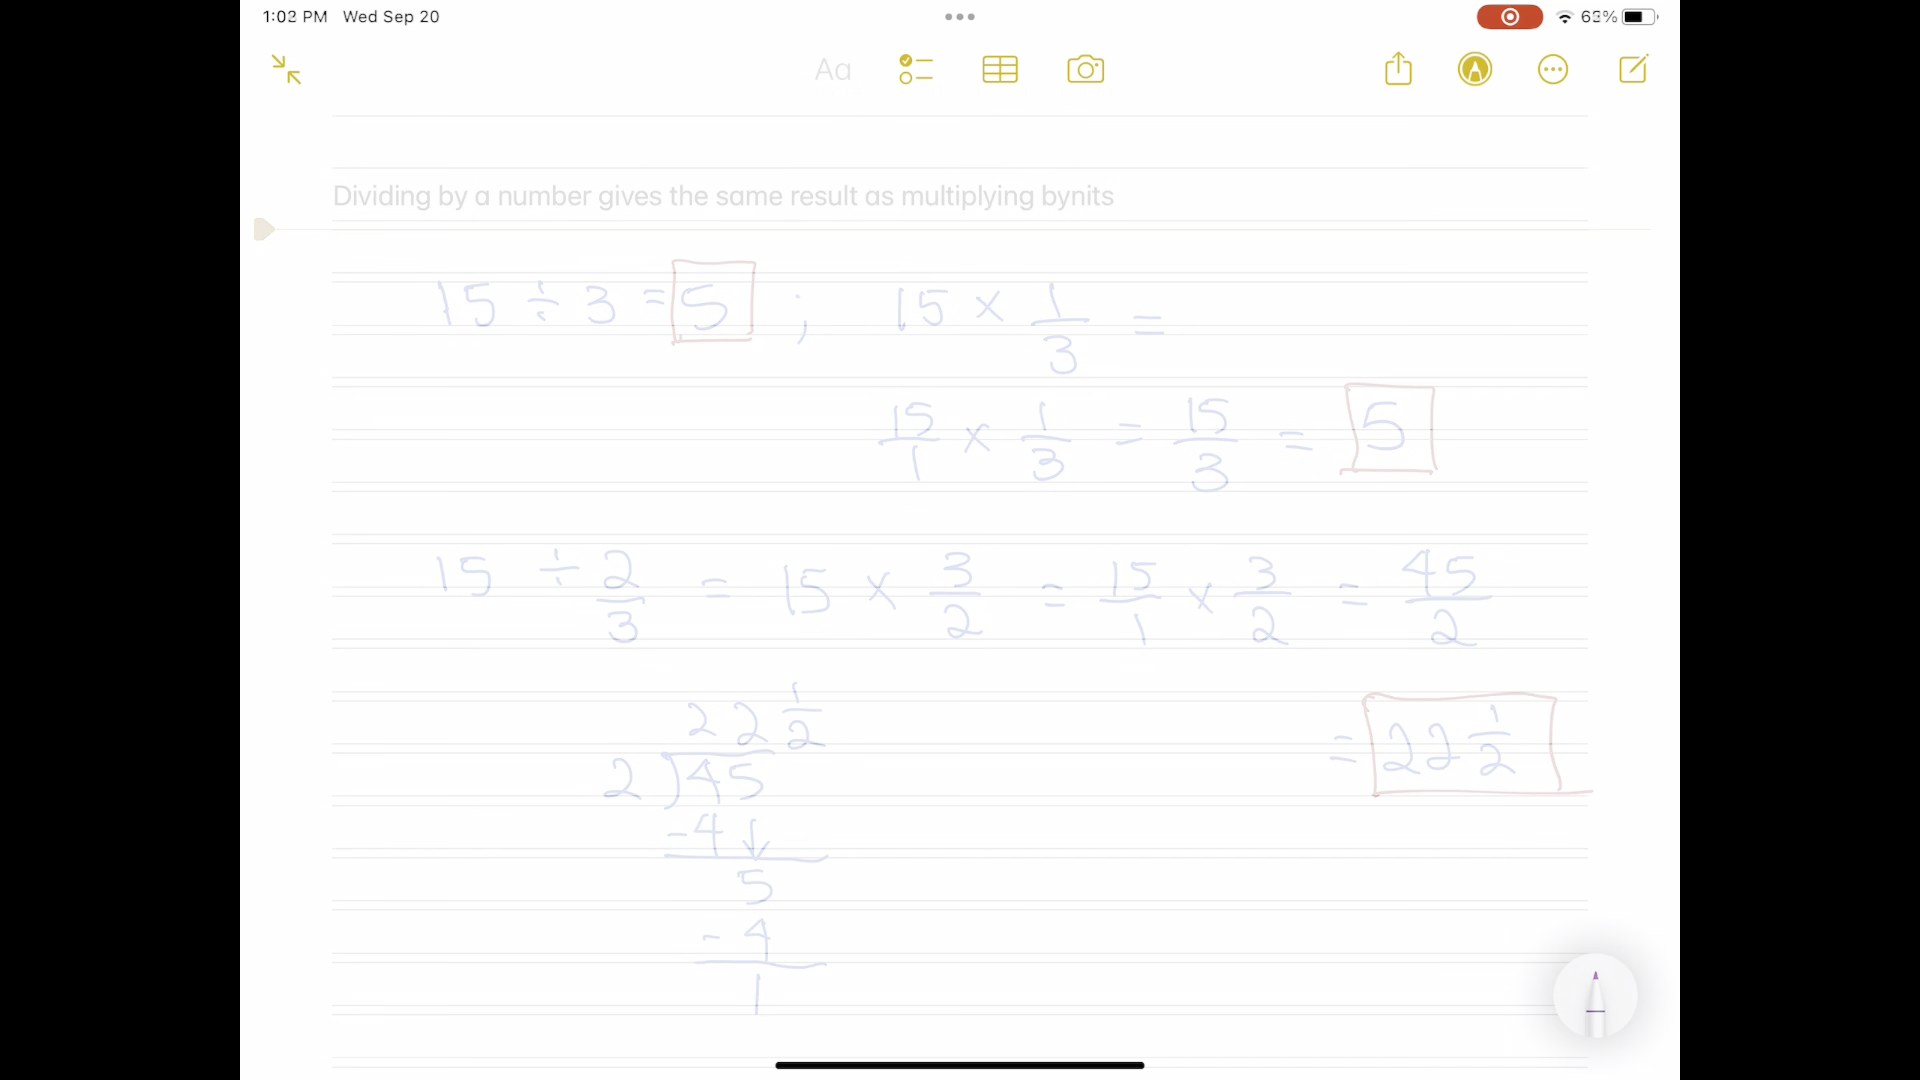 1:03 PM Wed Sep 20
Aa
Dividing by a number gives the same result as multiplying bynits
15 ÷ 3 = 5 ; 15 × 1/3 =
15/1 × 1/3 = 15/3 = 5
15 ÷ 2/3 = 15 × 3/2 = 15/1 × 3/2 = 45/2
= 22 1/2
22 1/2
2 ) 45
-4 ↓
5
- 4
1